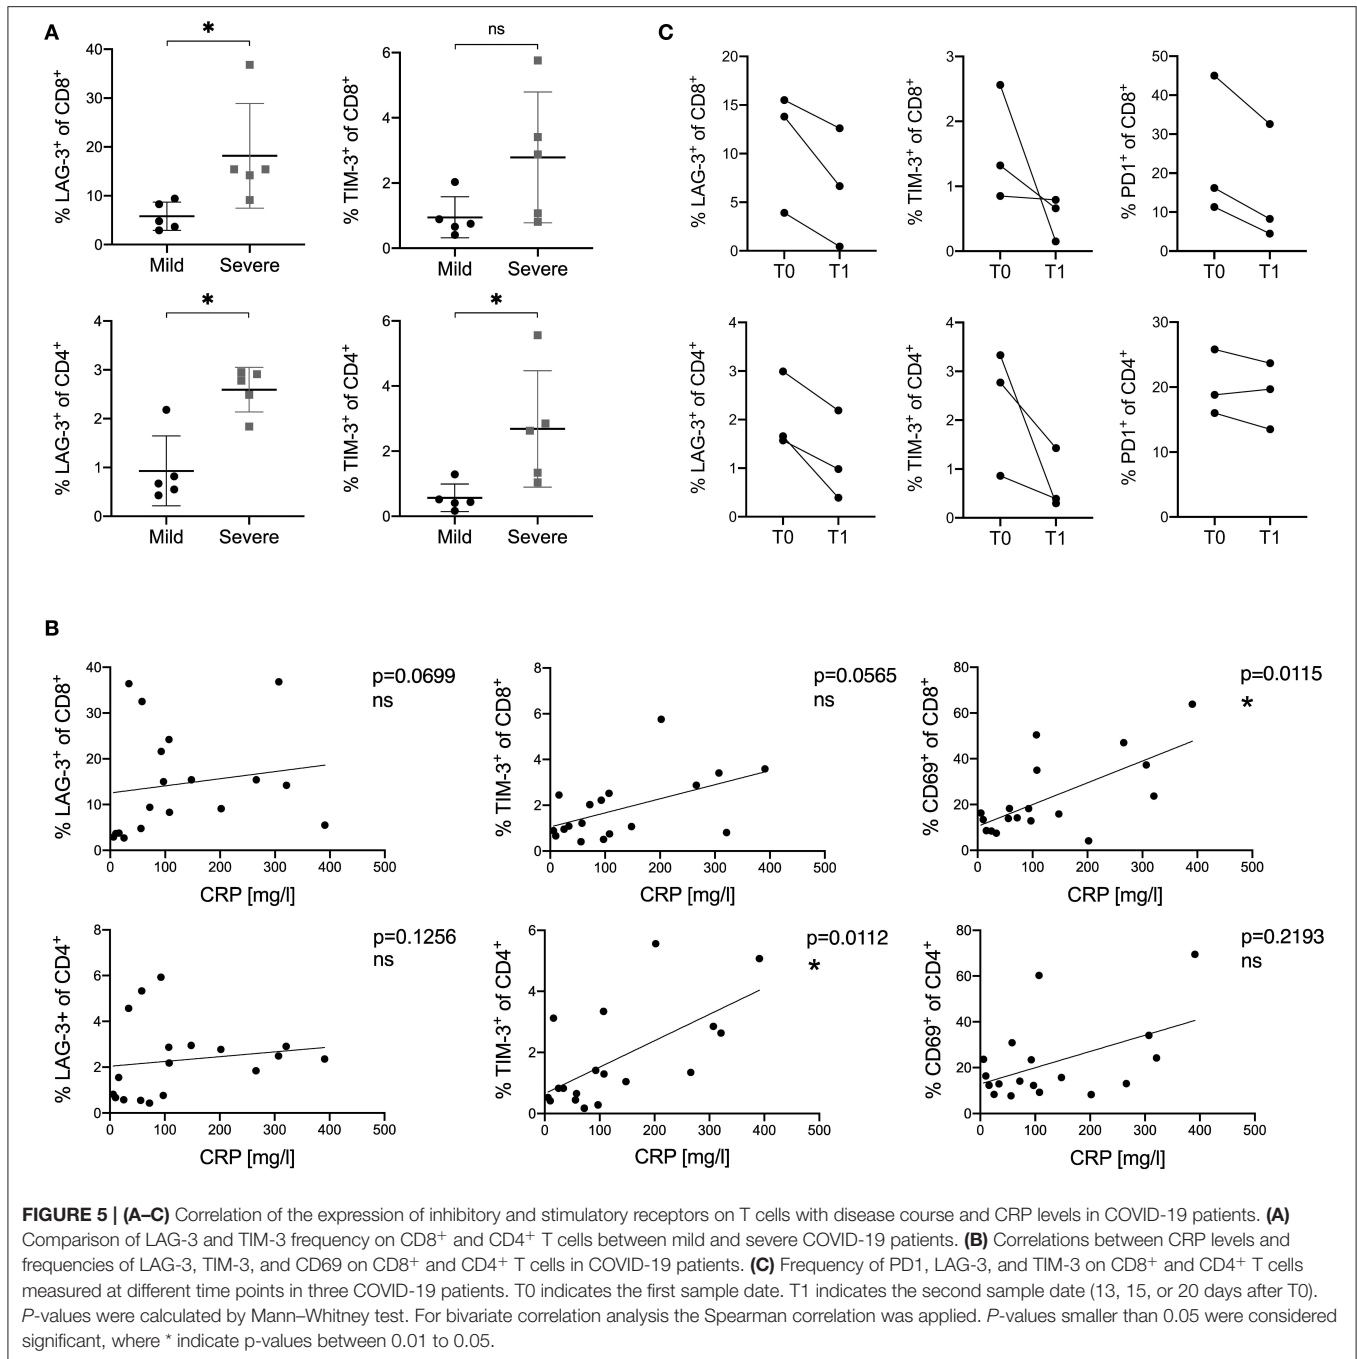 A
*
% LAG-3+ of CD8+
40
30
20
10
0
Mild Severe
ns
% TIM-3+ of CD8+
6
4
2
0
Mild Severe
*
% LAG-3+ of CD4+
4
3
2
1
0
Mild Severe
*
% TIM-3+ of CD4+
6
4
2
0
Mild Severe
C
% LAG-3+ of CD8+
20
15
10
5
0
T0 T1
% TIM-3+ of CD8+
3
2
1
0
T0 T1
% PD1+ of CD8+
50
40
30
20
10
0
T0 T1
% LAG-3+ of CD4+
4
3
2
1
0
T0 T1
% TIM-3+ of CD4+
4
3
2
1
0
T0 T1
% PD1+ of CD4+
30
20
10
0
T0 T1
B
% LAG-3+ of CD8+
40
30
20
10
0
0 100 200 300 400 500
CRP [mg/l]
p=0.0699
ns
% TIM-3+ of CD8+
8
6
4
2
0
0 100 200 300 400 500
CRP [mg/l]
p=0.0565
ns
% CD69+ of CD8+
80
60
40
20
0
0 100 200 300 400 500
CRP [mg/l]
p=0.0115
*
% LAG-3+ of CD4+
8
6
4
2
0
0 100 200 300 400 500
CRP [mg/l]
p=0.1256
ns
% TIM-3+ of CD4+
6
4
2
0
0 100 200 300 400 500
CRP [mg/l]
p=0.0112
*
% CD69+ of CD4+
80
60
40
20
0
0 100 200 300 400 500
CRP [mg/l]
p=0.2193
ns
FIGURE 5 | (A–C) Correlation of the expression of inhibitory and stimulatory receptors on T cells with disease course and CRP levels in COVID-19 patients. (A)
Comparison of LAG-3 and TIM-3 frequency on CD8+ and CD4+ T cells between mild and severe COVID-19 patients. (B) Correlations between CRP levels and
frequencies of LAG-3, TIM-3, and CD69 on CD8+ and CD4+ T cells in COVID-19 patients. (C) Frequency of PD1, LAG-3, and TIM-3 on CD8+ and CD4+ T cells
measured at different time points in three COVID-19 patients. T0 indicates the first sample date. T1 indicates the second sample date (13, 15, or 20 days after T0).
P-values were calculated by Mann–Whitney test. For bivariate correlation analysis the Spearman correlation was applied. P-values smaller than 0.05 were considered
significant, where * indicate p-values between 0.01 to 0.05.